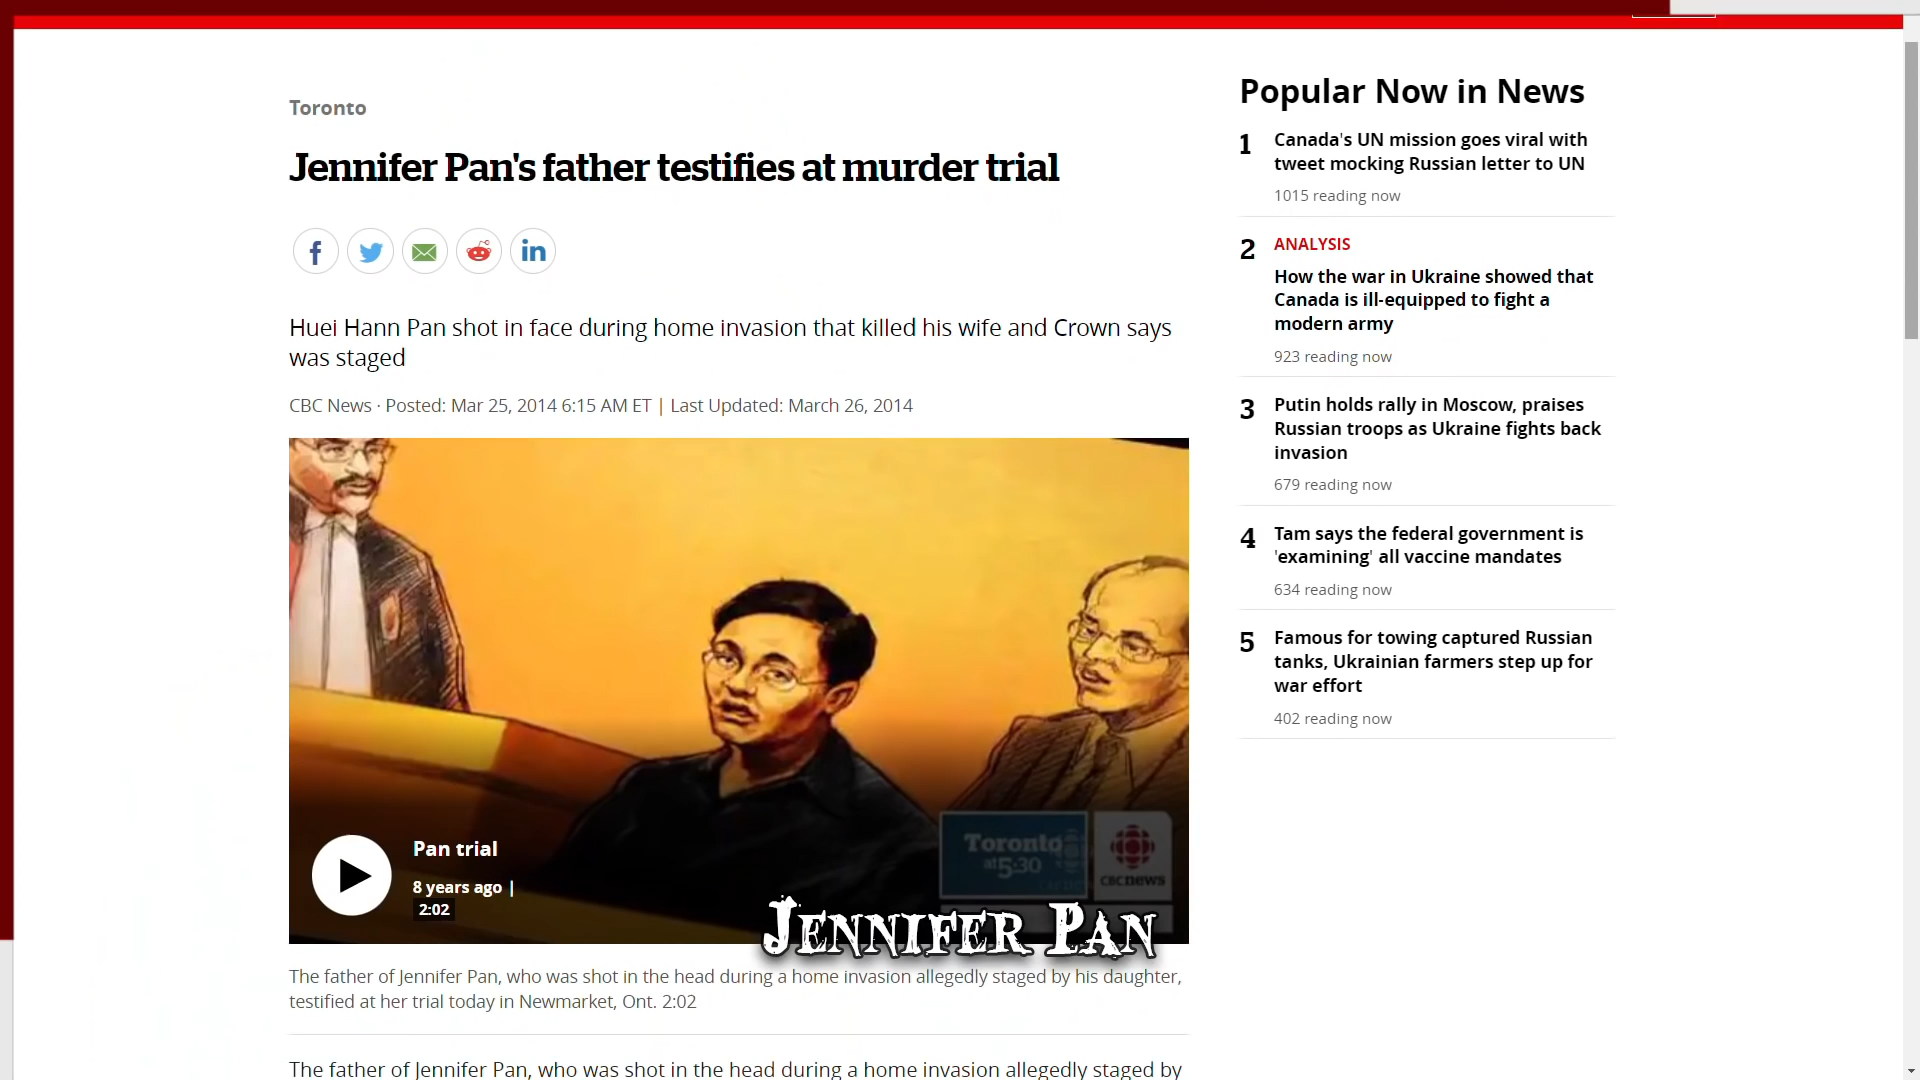 Toronto
Jennifer Pan's father testifies at murder trial
Huei Hann Pan shot in face during home invasion that killed his wife and Crown says
was staged
CBC News · Posted: Mar 25, 2014 6:15 AM ET | Last Updated: March 26, 2014
Pan trial
8 years ago |
2:02
Toronto
at 5:30
CBC news
JENNIFER PAN
The father of Jennifer Pan, who was shot in the head during a home invasion allegedly staged by his daughter,
testified at her trial today in Newmarket, Ont. 2:02
The father of Jennifer Pan, who was shot in the head during a home invasion allegedly staged by
Popular Now in News
1
Canada's UN mission goes viral with
tweet mocking Russian letter to UN
1015 reading now
2
ANALYSIS
How the war in Ukraine showed that
Canada is ill-equipped to fight a
modern army
923 reading now
3
Putin holds rally in Moscow, praises
Russian troops as Ukraine fights back
invasion
679 reading now
4
Tam says the federal government is
'examining' all vaccine mandates
634 reading now
5
Famous for towing captured Russian
tanks, Ukrainian farmers step up for
war effort
402 reading now